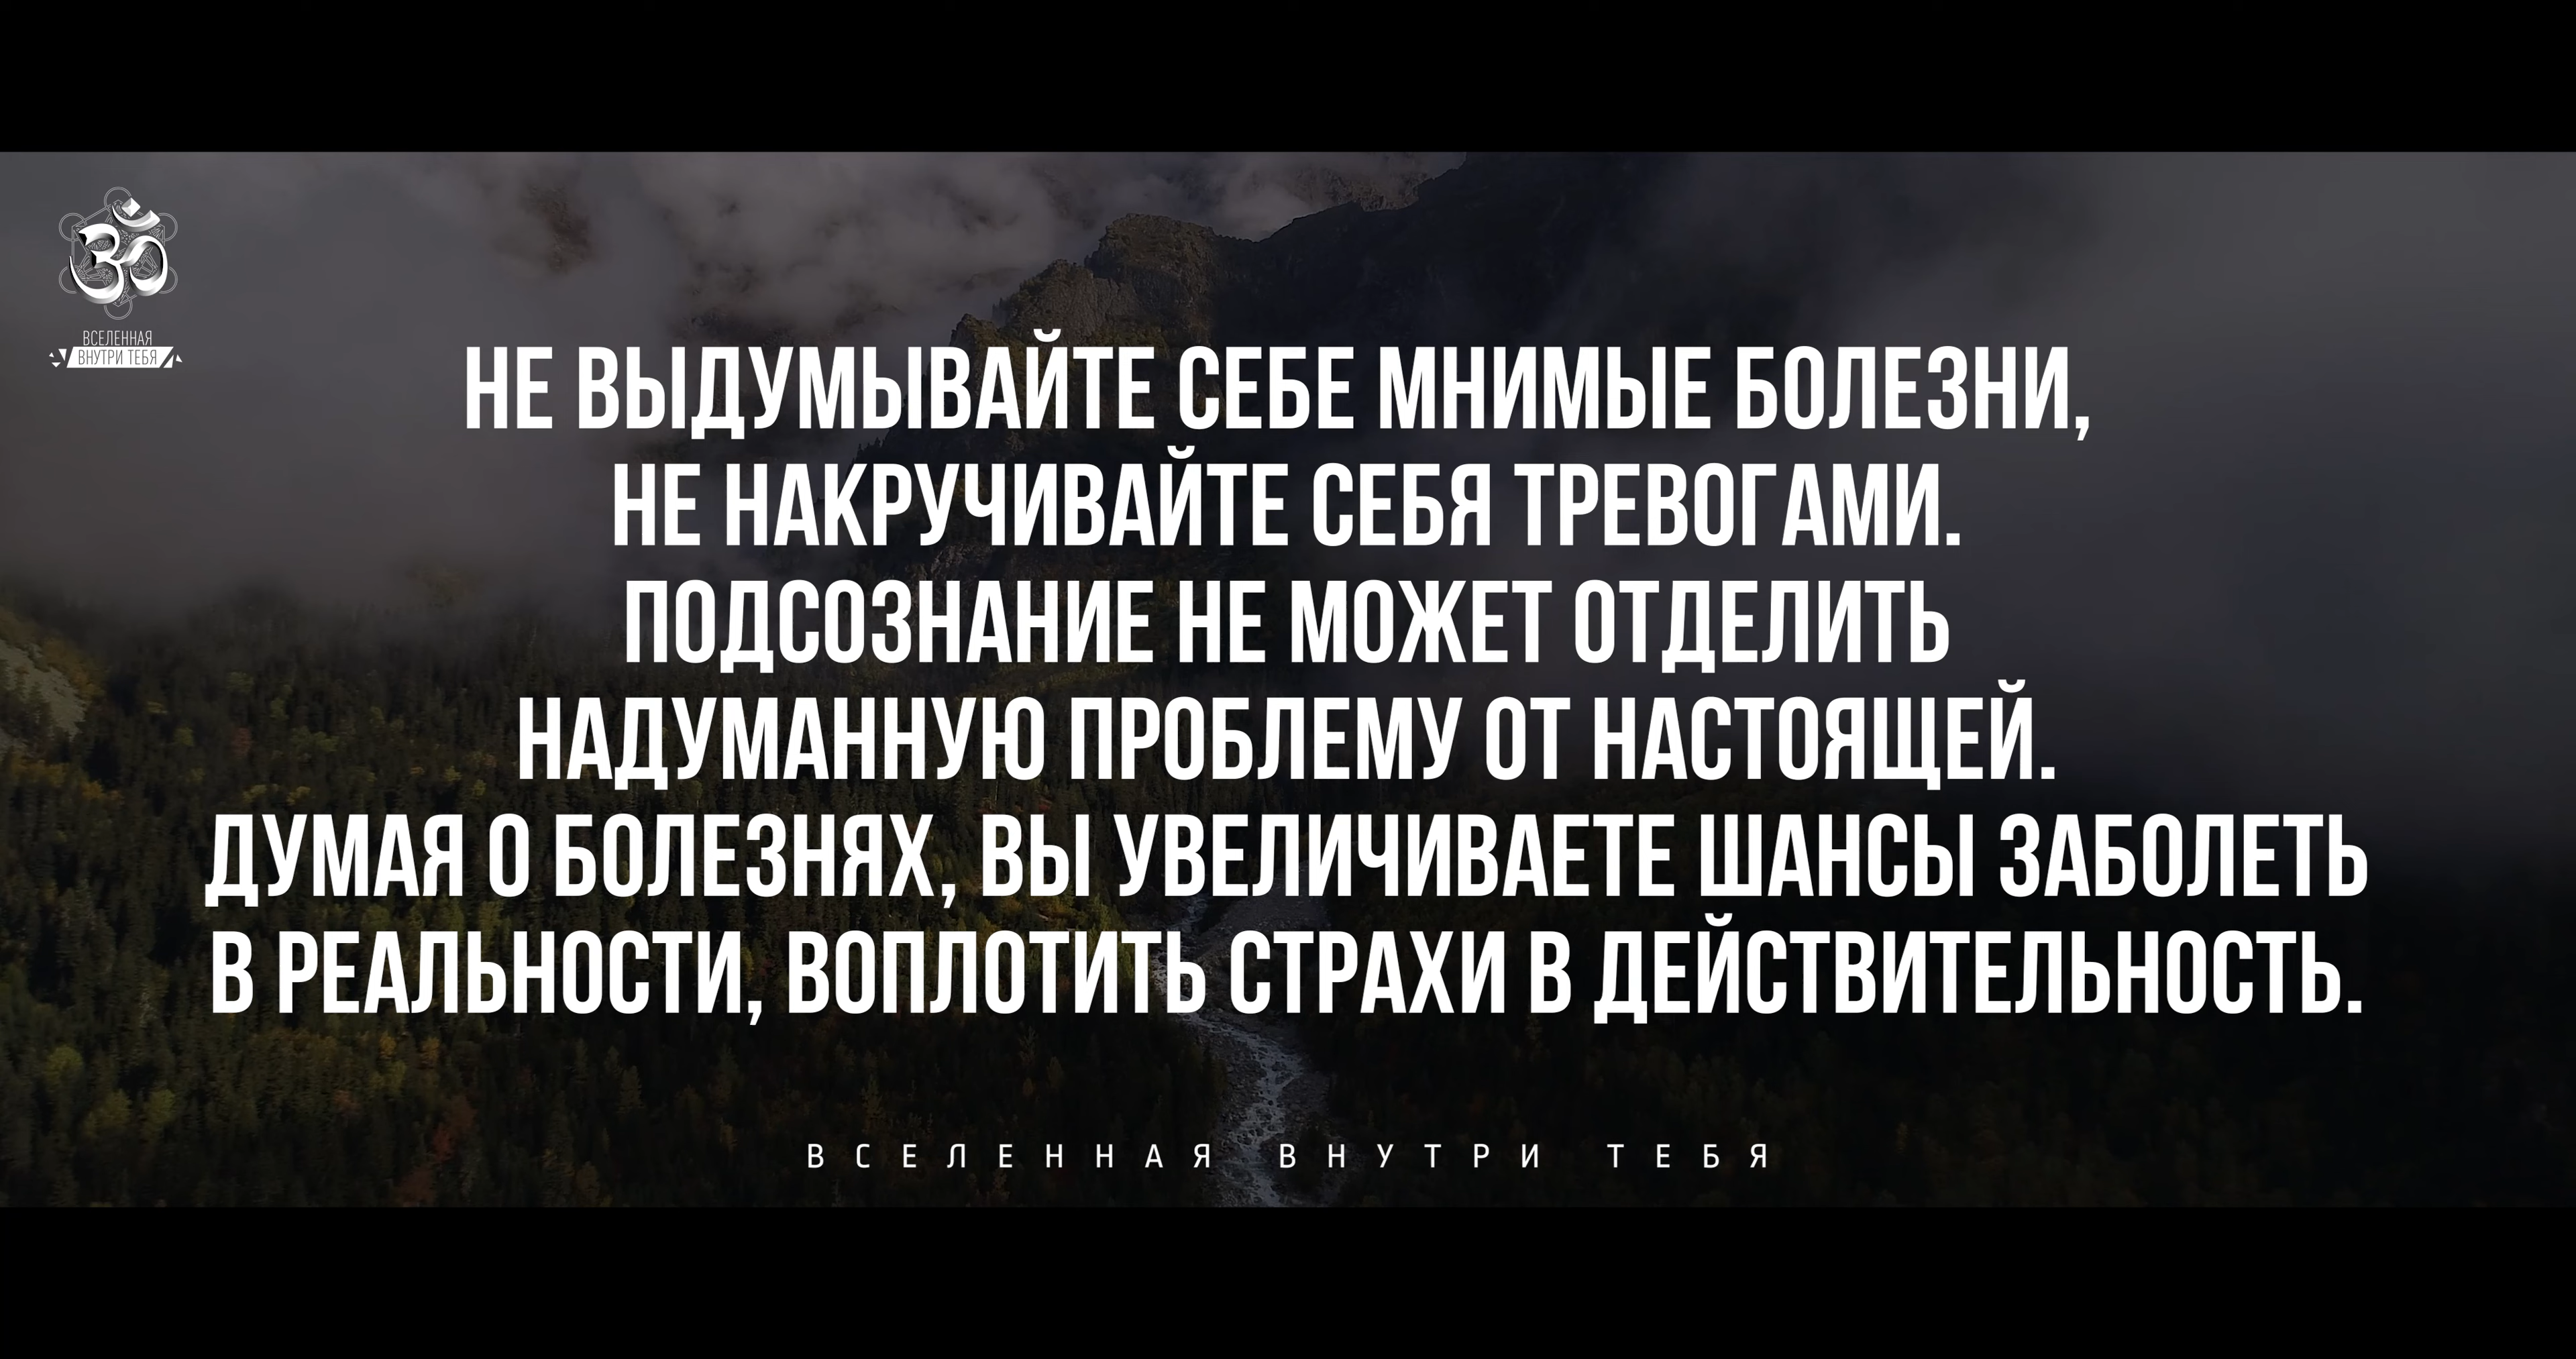 ВСЕЛЕННАЯ
ВНУТРИ ТЕБЯ
НЕ ВЫДУМЫВАЙТЕ СЕБЕ МНИМЫЕ БОЛЕЗНИ,
НЕ НАКРУЧИВАЙТЕ СЕБЯ ТРЕВОГАМИ.
ПОДСОЗНАНИЕ НЕ МОЖЕТ ОТДЕЛИТЬ
НАДУМАННУЮ ПРОБЛЕМУ ОТ НАСТОЯЩЕЙ.
ДУМАЯ О БОЛЕЗНЯХ, ВЫ УВЕЛИЧИВАЕТЕ ШАНСЫ ЗАБОЛЕТЬ
В РЕАЛЬНОСТИ, ВОПЛОТИТЬ СТРАХИ В ДЕЙСТВИТЕЛЬНОСТЬ.
ВСЕЛЕННАЯ ВНУТРИ ТЕБЯ